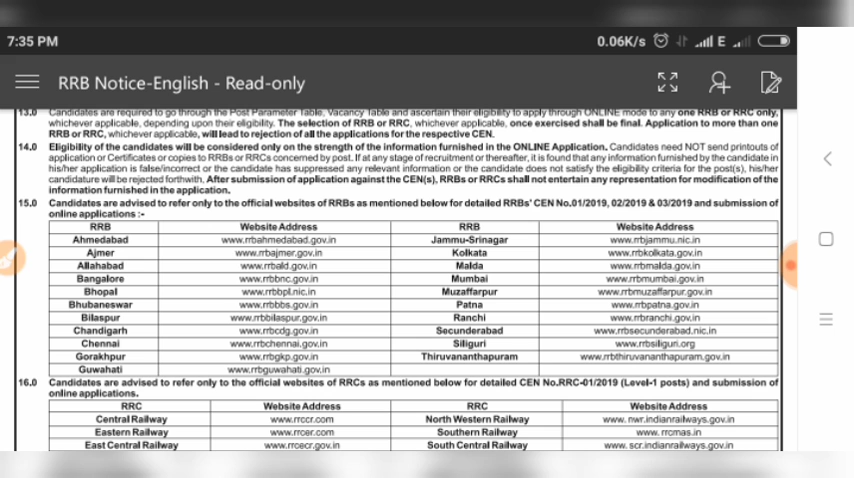 7:35 PM
0.06K/s
E
RRB Notice-English - Read-only
13.0 Candidates are required to go through the Post Parameter Table, Vacancy Table and ascertain their eligibility to apply through ONLINE mode to any one RRB or RRC only,
whichever applicable, depending upon their eligibility. The selection of RRB or RRC, whichever applicable, once exercised shall be final. Application to more than one
RRB or RRC, whichever applicable, will lead to rejection of all the applications for the respective CEN.
14.0 Eligibility of the candidates will be considered only on the strength of the information furnished in the ONLINE Application. Candidates need NOT send printouts of
application or Certificates or copies to RRBs or RRCs concerned by post. If at any stage of recruitment or thereafter, it is found that any information furnished by the candidate in
his/her application is false/incorrect or the candidate has suppressed any relevant information or the candidate does not satisfy the eligibility criteria for the post(s), his/her
candidature will be rejected forthwith. After submission of application against the CEN(s), RRBs or RRCs shall not entertain any representation for modification of the
information furnished in the application.
15.0 Candidates are advised to refer only to the official websites of RRBs as mentioned below for detailed RRBs' CEN No.01/2019, 02/2019 & 03/2019 and submission of
online applications :-
RRB Website Address RRB Website Address
Ahmedabad www.rrbahmedabad.gov.in Jammu-Srinagar www.rrbjammu.nic.in
Ajmer www.rrbajmer.gov.in Kolkata www.rrbkolkata.gov.in
Allahabad www.rrbald.gov.in Malda www.rrbmalda.gov.in
Bangalore www.rrbbnc.gov.in Mumbai www.rrbmumbai.gov.in
Bhopal www.rrbbpl.nic.in Muzaffarpur www.rrbmuzaffarpur.gov.in
Bhubaneswar www.rrbbbs.gov.in Patna www.rrbpatna.gov.in
Bilaspur www.rrbbilaspur.gov.in Ranchi www.rrbranchi.gov.in
Chandigarh www.rrbcdg.gov.in Secunderabad www.rrbsecunderabad.nic.in
Chennai www.rrbchennai.gov.in Siliguri www.rrbsiliguri.org
Gorakhpur www.rrbgkp.gov.in Thiruvananthapuram www.rrbthiruvananthapuram.gov.in
Guwahati www.rrbguwahati.gov.in
16.0 Candidates are advised to refer only to the official websites of RRCs as mentioned below for detailed CEN No.RRC-01/2019 (Level-1 posts) and submission of
online applications.
RRC Website Address RRC Website Address
Central Railway www.rrccr.com North Western Railway www. nwr.indianrailways.gov.in
Eastern Railway www.rrcer.com Southern Railway www. rrcmas.in
East Central Railway www.rrcecr.gov.in South Central Railway www. scr.indianrailways.gov.in